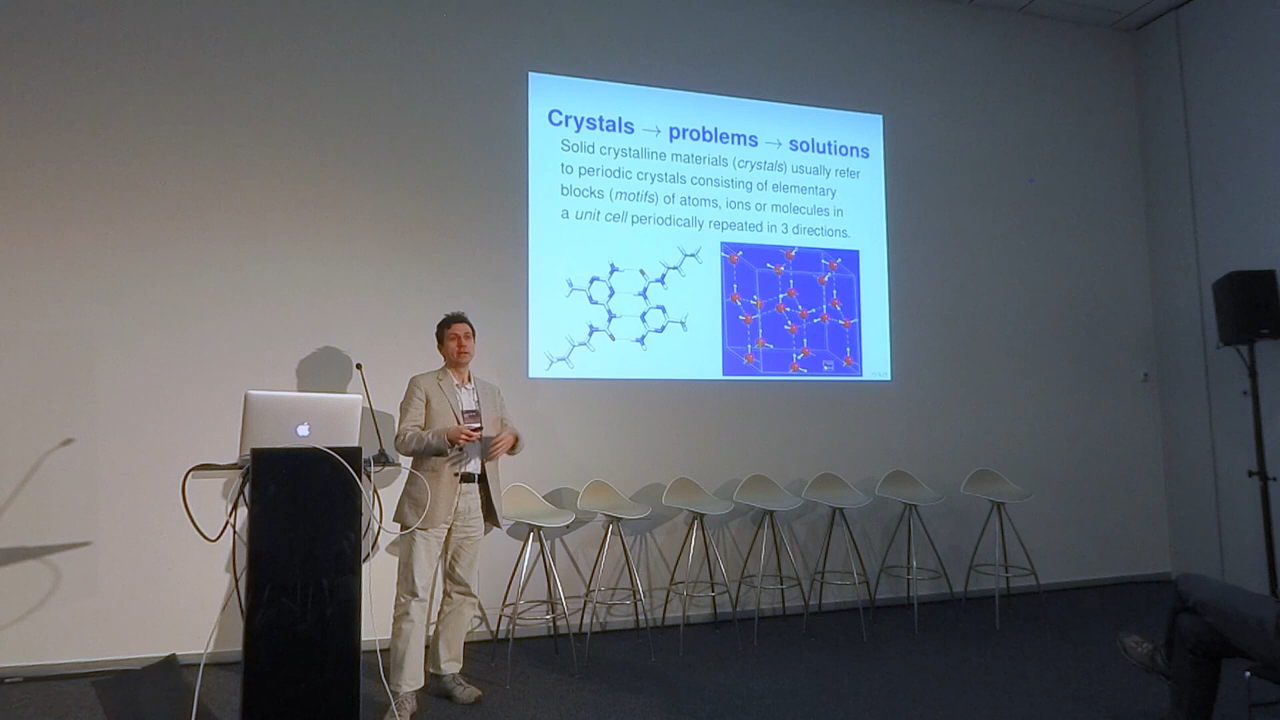 Crystals → problems → solutions
Solid crystalline materials (crystals) usually refer
to periodic crystals consisting of elementary
blocks (motifs) of atoms, ions or molecules in
a unit cell periodically repeated in 3 directions.